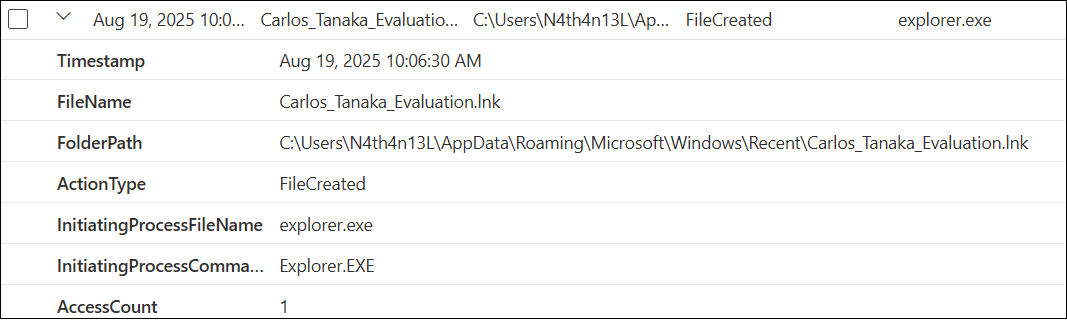 Aug 19, 2025 10:0... Carlos_Tanaka_Evaluatio... C:\Users\N4th4n13L\Ap... FileCreated explorer.exe
Timestamp Aug 19, 2025 10:06:30 AM
FileName Carlos_Tanaka_Evaluation.lnk
FolderPath C:\Users\N4th4n13L\AppData\Roaming\Microsoft\Windows\Recent\Carlos_Tanaka_Evaluation.lnk
ActionType FileCreated
InitiatingProcessFileName explorer.exe
InitiatingProcessComma... Explorer.EXE
AccessCount 1